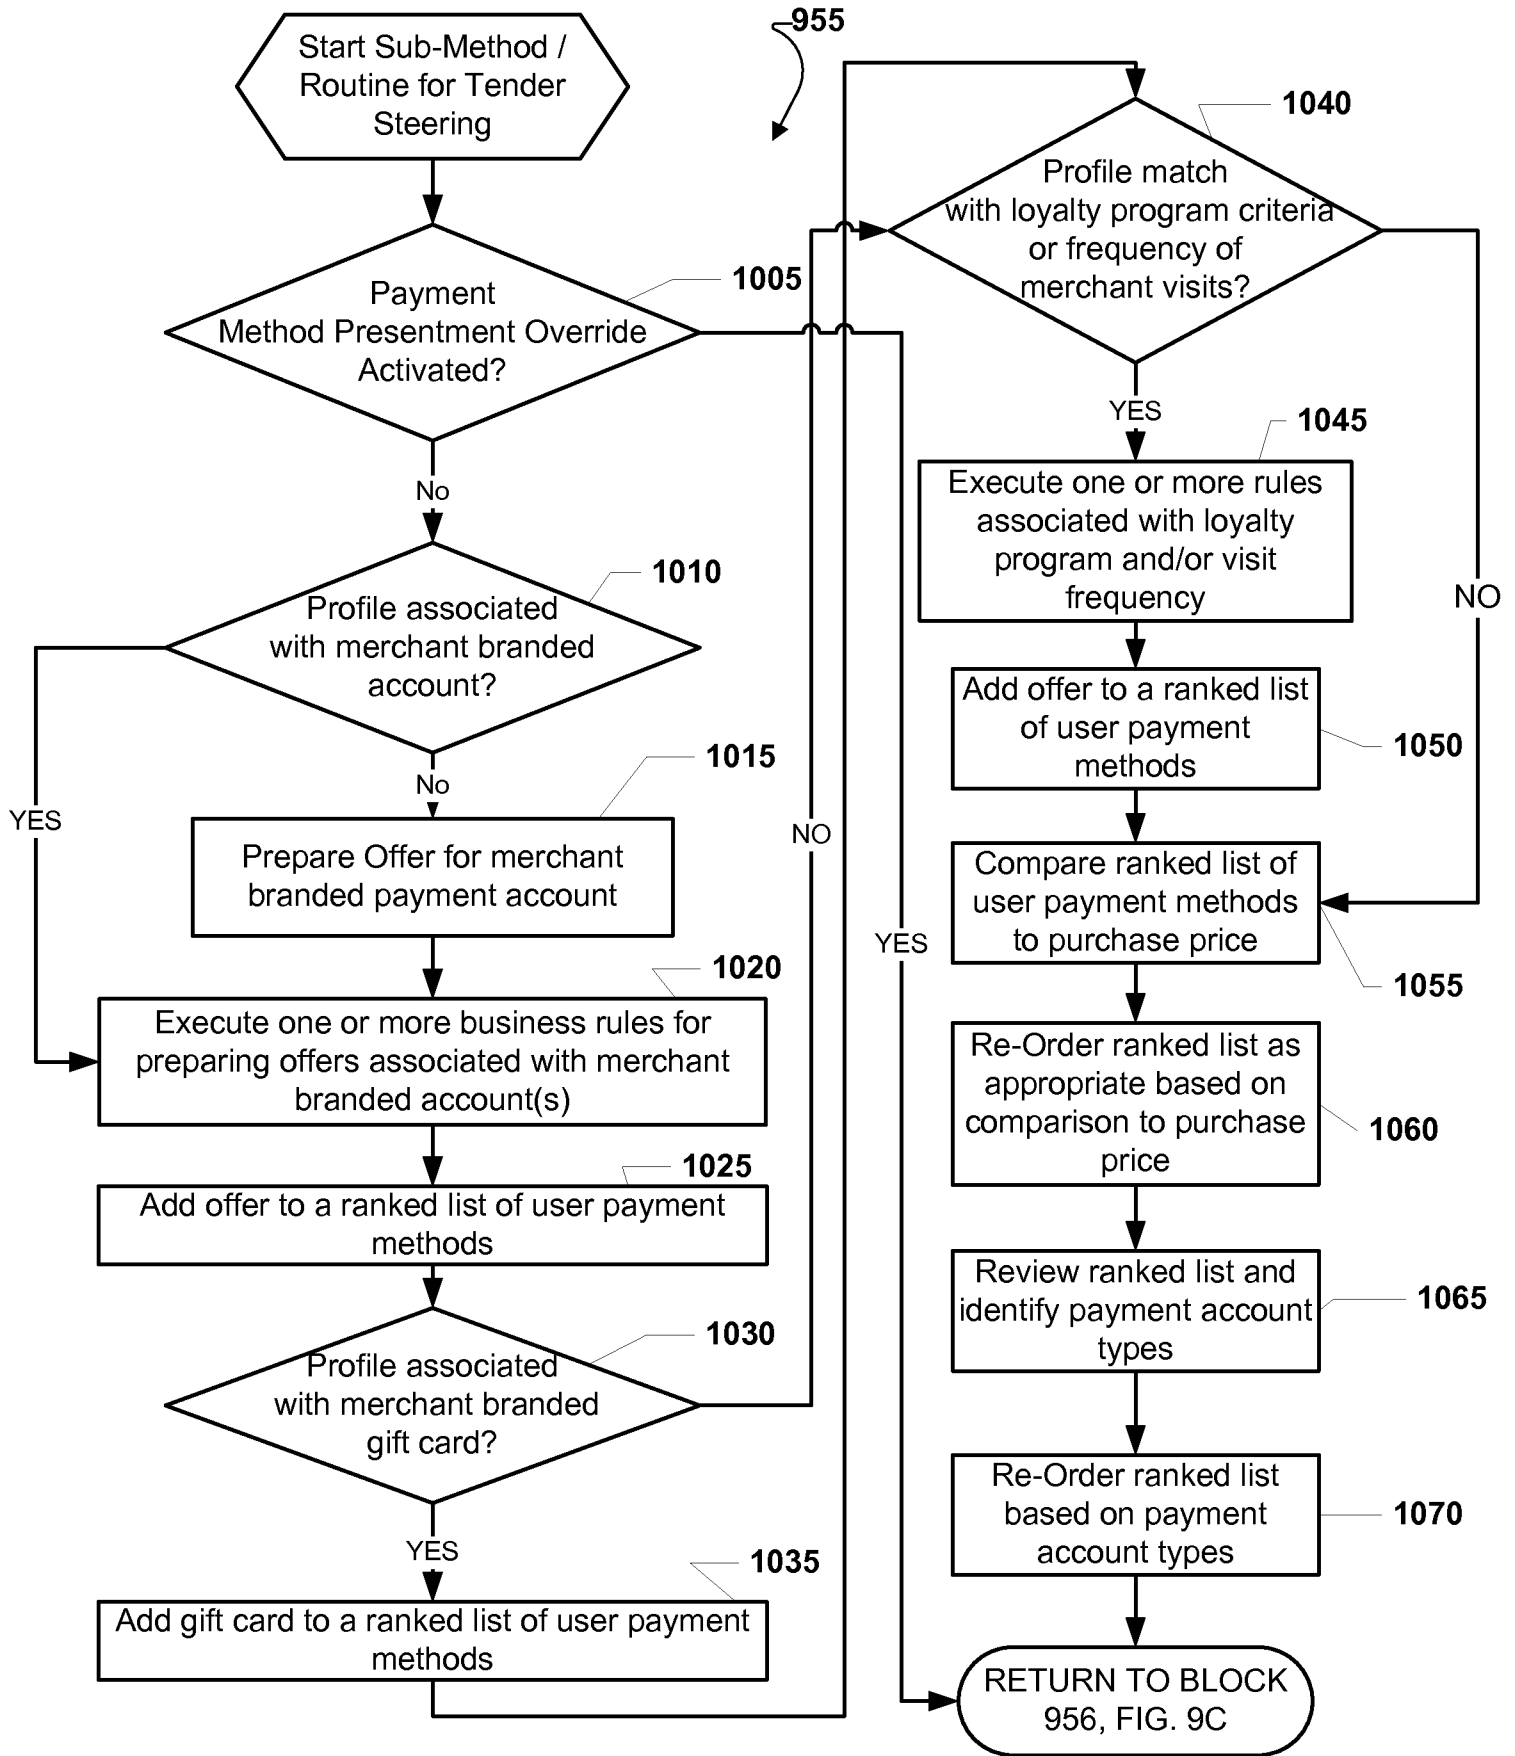 955
Start Sub-Method /
Routine for Tender
Steering
1005
Payment
Method Presentment Override
Activated?
No
YES
1010
Profile associated
with merchant branded
account?
YES
No
1015
Prepare Offer for merchant
branded payment account
1020
Execute one or more business rules for
preparing offers associated with merchant
branded account(s)
1025
Add offer to a ranked list of user payment
methods
1030
Profile associated
with merchant branded
gift card?
NO
YES
1035
Add gift card to a ranked list of user payment
methods
1040
Profile match
with loyalty program criteria
or frequency of
merchant visits?
YES
NO
1045
Execute one or more rules
associated with loyalty
program and/or visit
frequency
Add offer to a ranked list
of user payment
methods
1050
Compare ranked list of
user payment methods
to purchase price
1055
Re-Order ranked list as
appropriate based on
comparison to purchase
price
1060
Review ranked list and
identify payment account
types
1065
Re-Order ranked list
based on payment
account types
1070
RETURN TO BLOCK
956, FIG. 9C